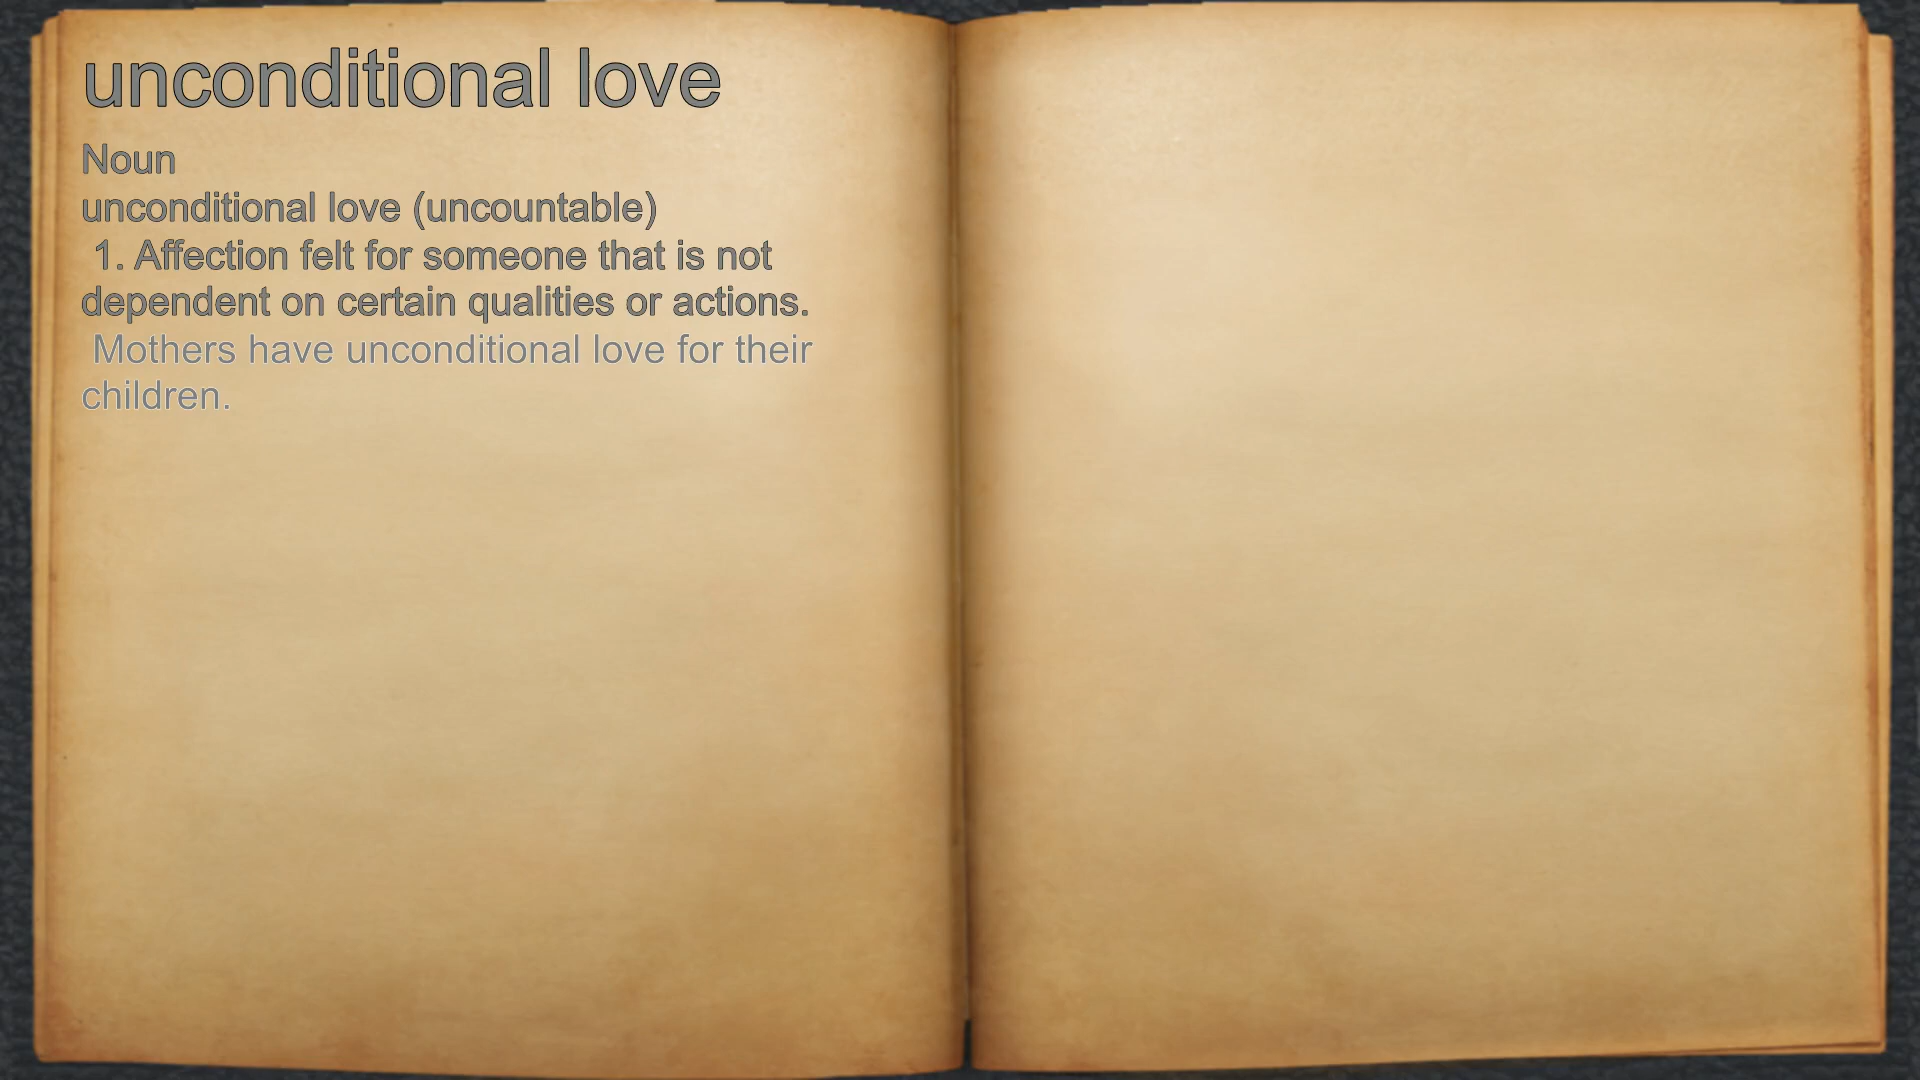 unconditional love
Noun
unconditional love (uncountable)
1. Affection felt for someone that is not
dependent on certain qualities or actions.
Mothers have unconditional love for their
children.